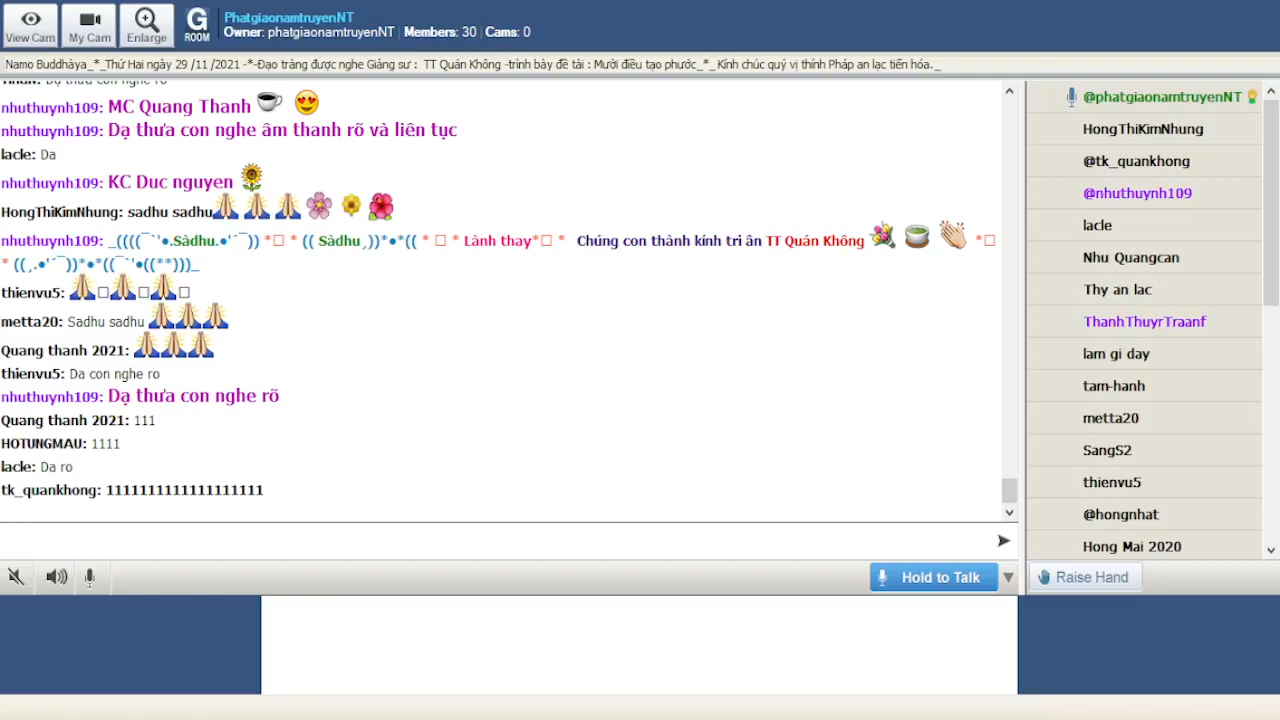 View Cam
My Cam
Enlarge
G
ROOM
PhatgiaonamtruyenNT
Owner: phatgiaonamtruyenNT | Members: 30 | Cams: 0
Namo Buddhàya_*_Thứ Hai ngày 29 /11 /2021 -*-Đạo tràng được nghe Giảng sư : TT Quán Không -trình bày đề tài : Mười điều tạo phước_*_ Kính chúc quý vị thính Pháp an lạc tiến hóa._
nhuthuynh109: MC Quang Thanh ☕ 😍
nhuthuynh109: Dạ thưa con nghe âm thanh rõ và liên tục
lacle: Da
nhuthuynh109: KC Duc nguyen 🌻
HongThiKimNhung: sadhu sadhu🙏 🙏 🙏 🌸 🌼 🌺
nhuthuynh109: _((((¯`'●.Sàdhu.●'´¯)) *□ * (( Sàdhu¸))*●*(( * □ * Lành thay*□ * Chúng con thành kính tri ân TT Quán Không 💐 🍵 👏 *□
* ((¸.●'´¯))*●*((¯`'●((**)))_
thienvu5: 🙏□🙏□🙏□
metta20: Sadhu sadhu 🙏🙏🙏
Quang thanh 2021: 🙏🙏🙏
thienvu5: Da con nghe ro
nhuthuynh109: Dạ thưa con nghe rõ
Quang thanh 2021: 111
HOTUNGMAU: 1111
lacle: Da ro
tk_quankhong: 1111111111111111111
Hold to Talk
@phatgiaonamtruyenNT
HongThiKimNhung
@tk_quankhong
@nhuthuynh109
lacle
Nhu Quangcan
Thy an lac
ThanhThuyrTraanf
lam gi day
tam-hanh
metta20
SangS2
thienvu5
@hongnhat
Hong Mai 2020
Raise Hand